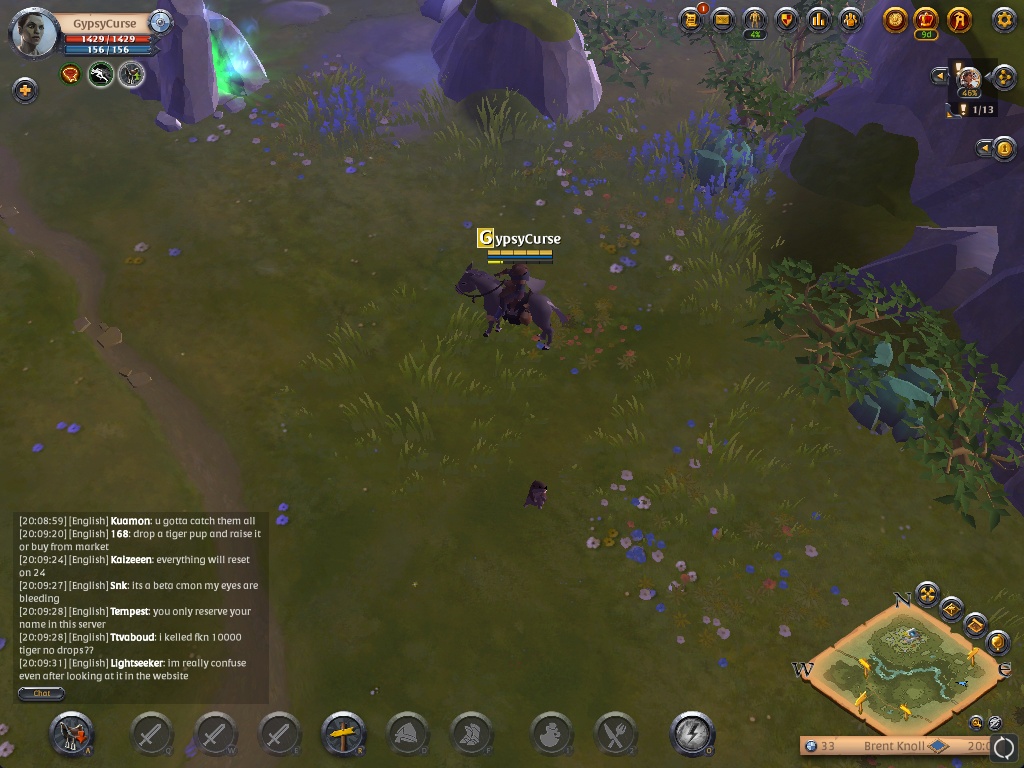 GypsyCurse
1429 / 1429
156 / 156
1
4%
9d
46%
1/13
1
GypsyCurse
[20:08:59] [English] Kuamon: u gotta catch them all
[20:09:20] [English] 168: drop a tiger pup and raise it
or buy from market
[20:09:24] [English] Kaizeeen: everything will reset
on 24
[20:09:27] [English] Snk: its a beta cmon my eyes are
bleeding
[20:09:28] [English] Tempest: you only reserve your
name in this server
[20:09:28] [English] Ttvaboud: i kelled fkn 10000
tiger no drops??
[20:09:31] [English] Lightseeker: im really confuse
even after looking at it in the website
Chat
N
W
E
A
Q
W
E
R
D
F
33
Brent Knoll